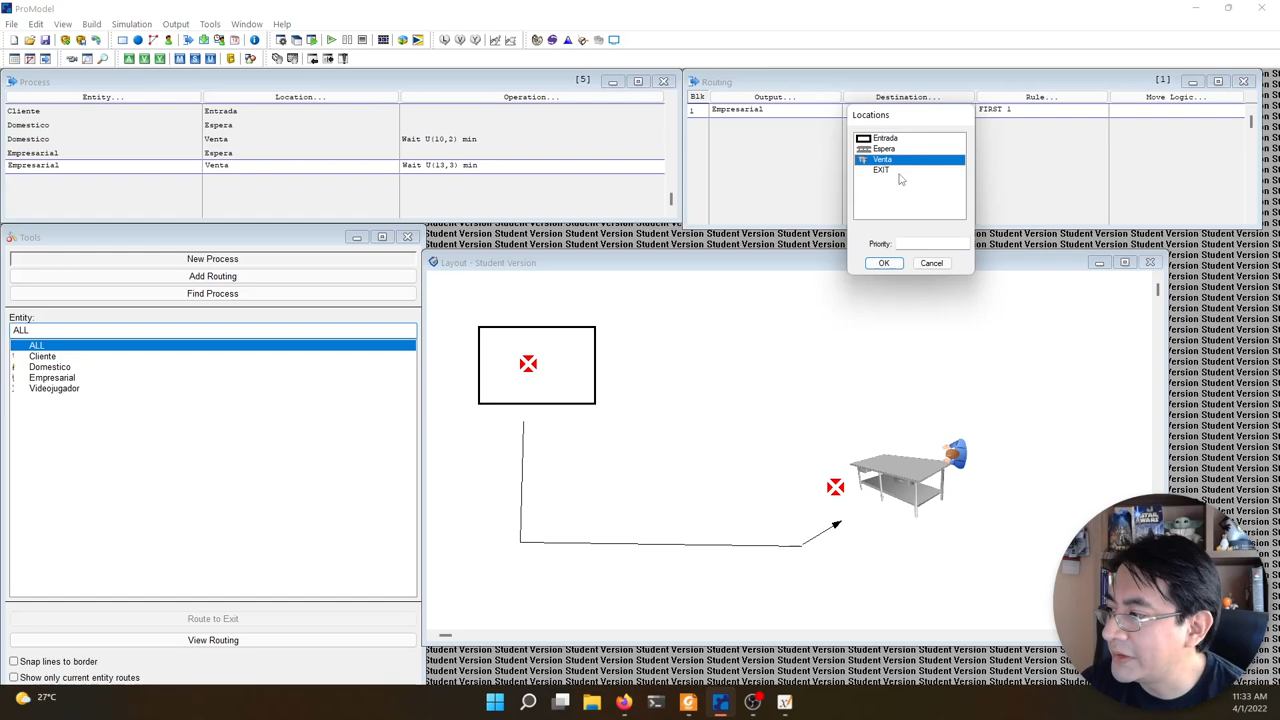 ProModel
File Edit View Build Simulation Output Tools Window Help
Process [5]
Entity... Location... Operation...
Cliente Entrada
Domestico Espera
Domestico Venta Wait U(10,2) min
Empresarial Espera
Empresarial Venta Wait U(13,3) min
Routing [1]
Blk Output... Destination... Rule... Move Logic...
1 Empresarial FIRST 1
Locations
Entrada
Espera
Venta
EXIT
Priority:
OK Cancel
Tools
New Process
Add Routing
Find Process
Entity:
ALL
ALL
Cliente
Domestico
Empresarial
Videojugador
Route to Exit
View Routing
Snap lines to border
Show only current entity routes
Layout - Student Version
Student Version Student Version Student Version Student Version
27°C
11:33 AM
4/1/2022